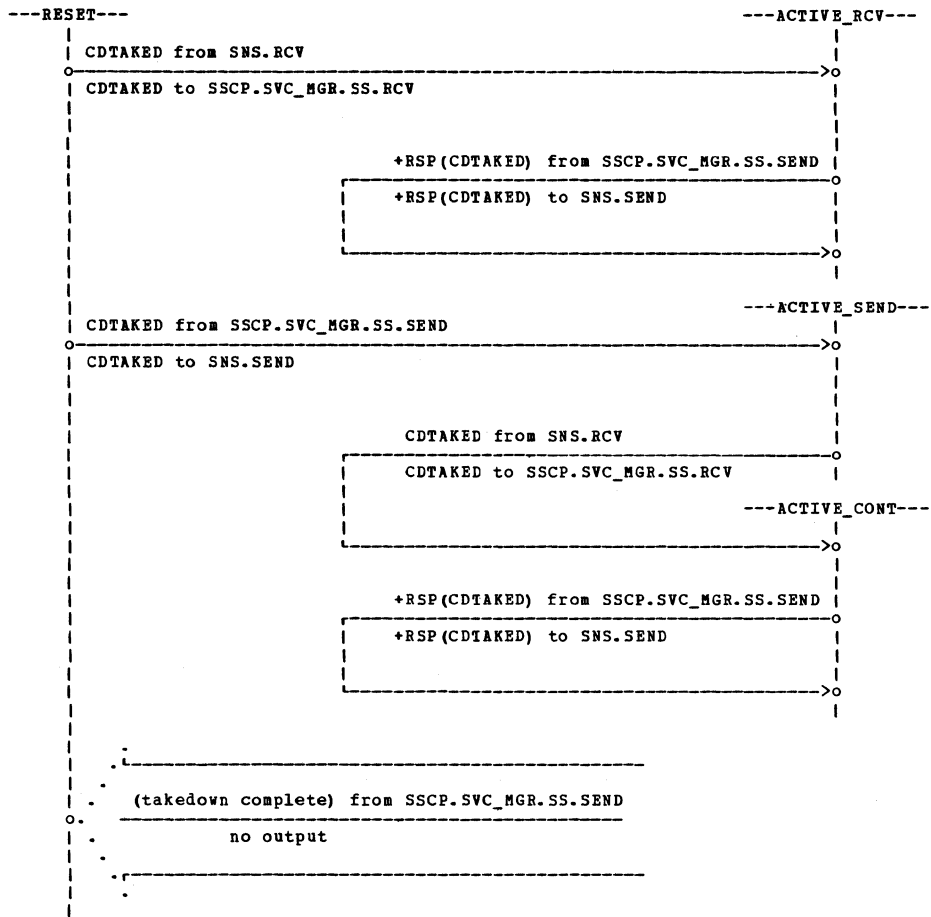 ---RESET---
---ACTIVE_RCV---
CDTAKED from SNS.RCV
CDTAKED to SSCP.SVC_MGR.SS.RCV
+RSP(CDTAKED) from SSCP.SVC_MGR.SS.SEND
+RSP(CDTAKED) to SNS.SEND
---ACTIVE_SEND---
CDTAKED from SSCP.SVC_MGR.SS.SEND
CDTAKED to SNS.SEND
CDTAKED from SNS.RCV
CDTAKED to SSCP.SVC_MGR.SS.RCV
---ACTIVE_CONT---
+RSP(CDTAKED) from SSCP.SVC_MGR.SS.SEND
+RSP(CDTAKED) to SNS.SEND
(takedown complete) from SSCP.SVC_MGR.SS.SEND
no output